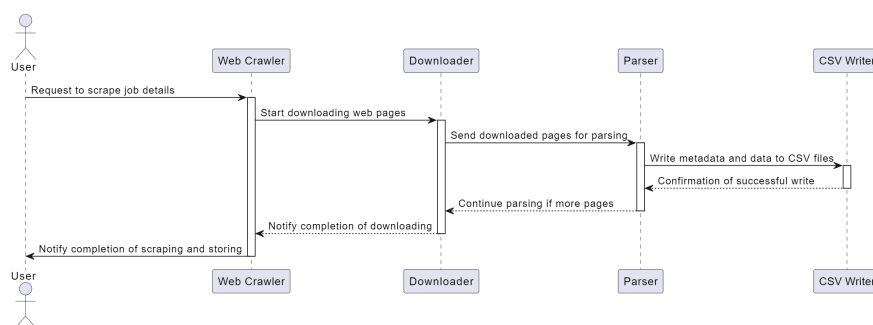 User
Web Crawler
Downloader
Parser
CSV Writer
Request to scrape job details
Start downloading web pages
Send downloaded pages for parsing
Write metadata and data to CSV files
Confirmation of successful write
Continue parsing if more pages
Notify completion of downloading
Notify completion of scraping and storing
User
Web Crawler
Downloader
Parser
CSV Writer